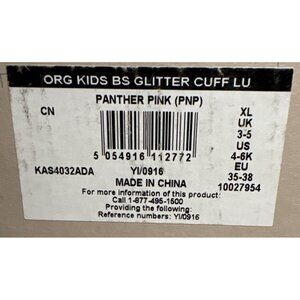 ORG KIDS BS GLITTER CUFF LU
PANTHER PINK (PNP)
CN
XL
UK
3-5
US
4-6K
EU
35-38
10027954
5 054916 112772
KAS4032ADA
YI/0916
MADE IN CHINA
For more information of this product:
Call 1-877-495-1500
Providing the following:
Reference numbers: YI/0916